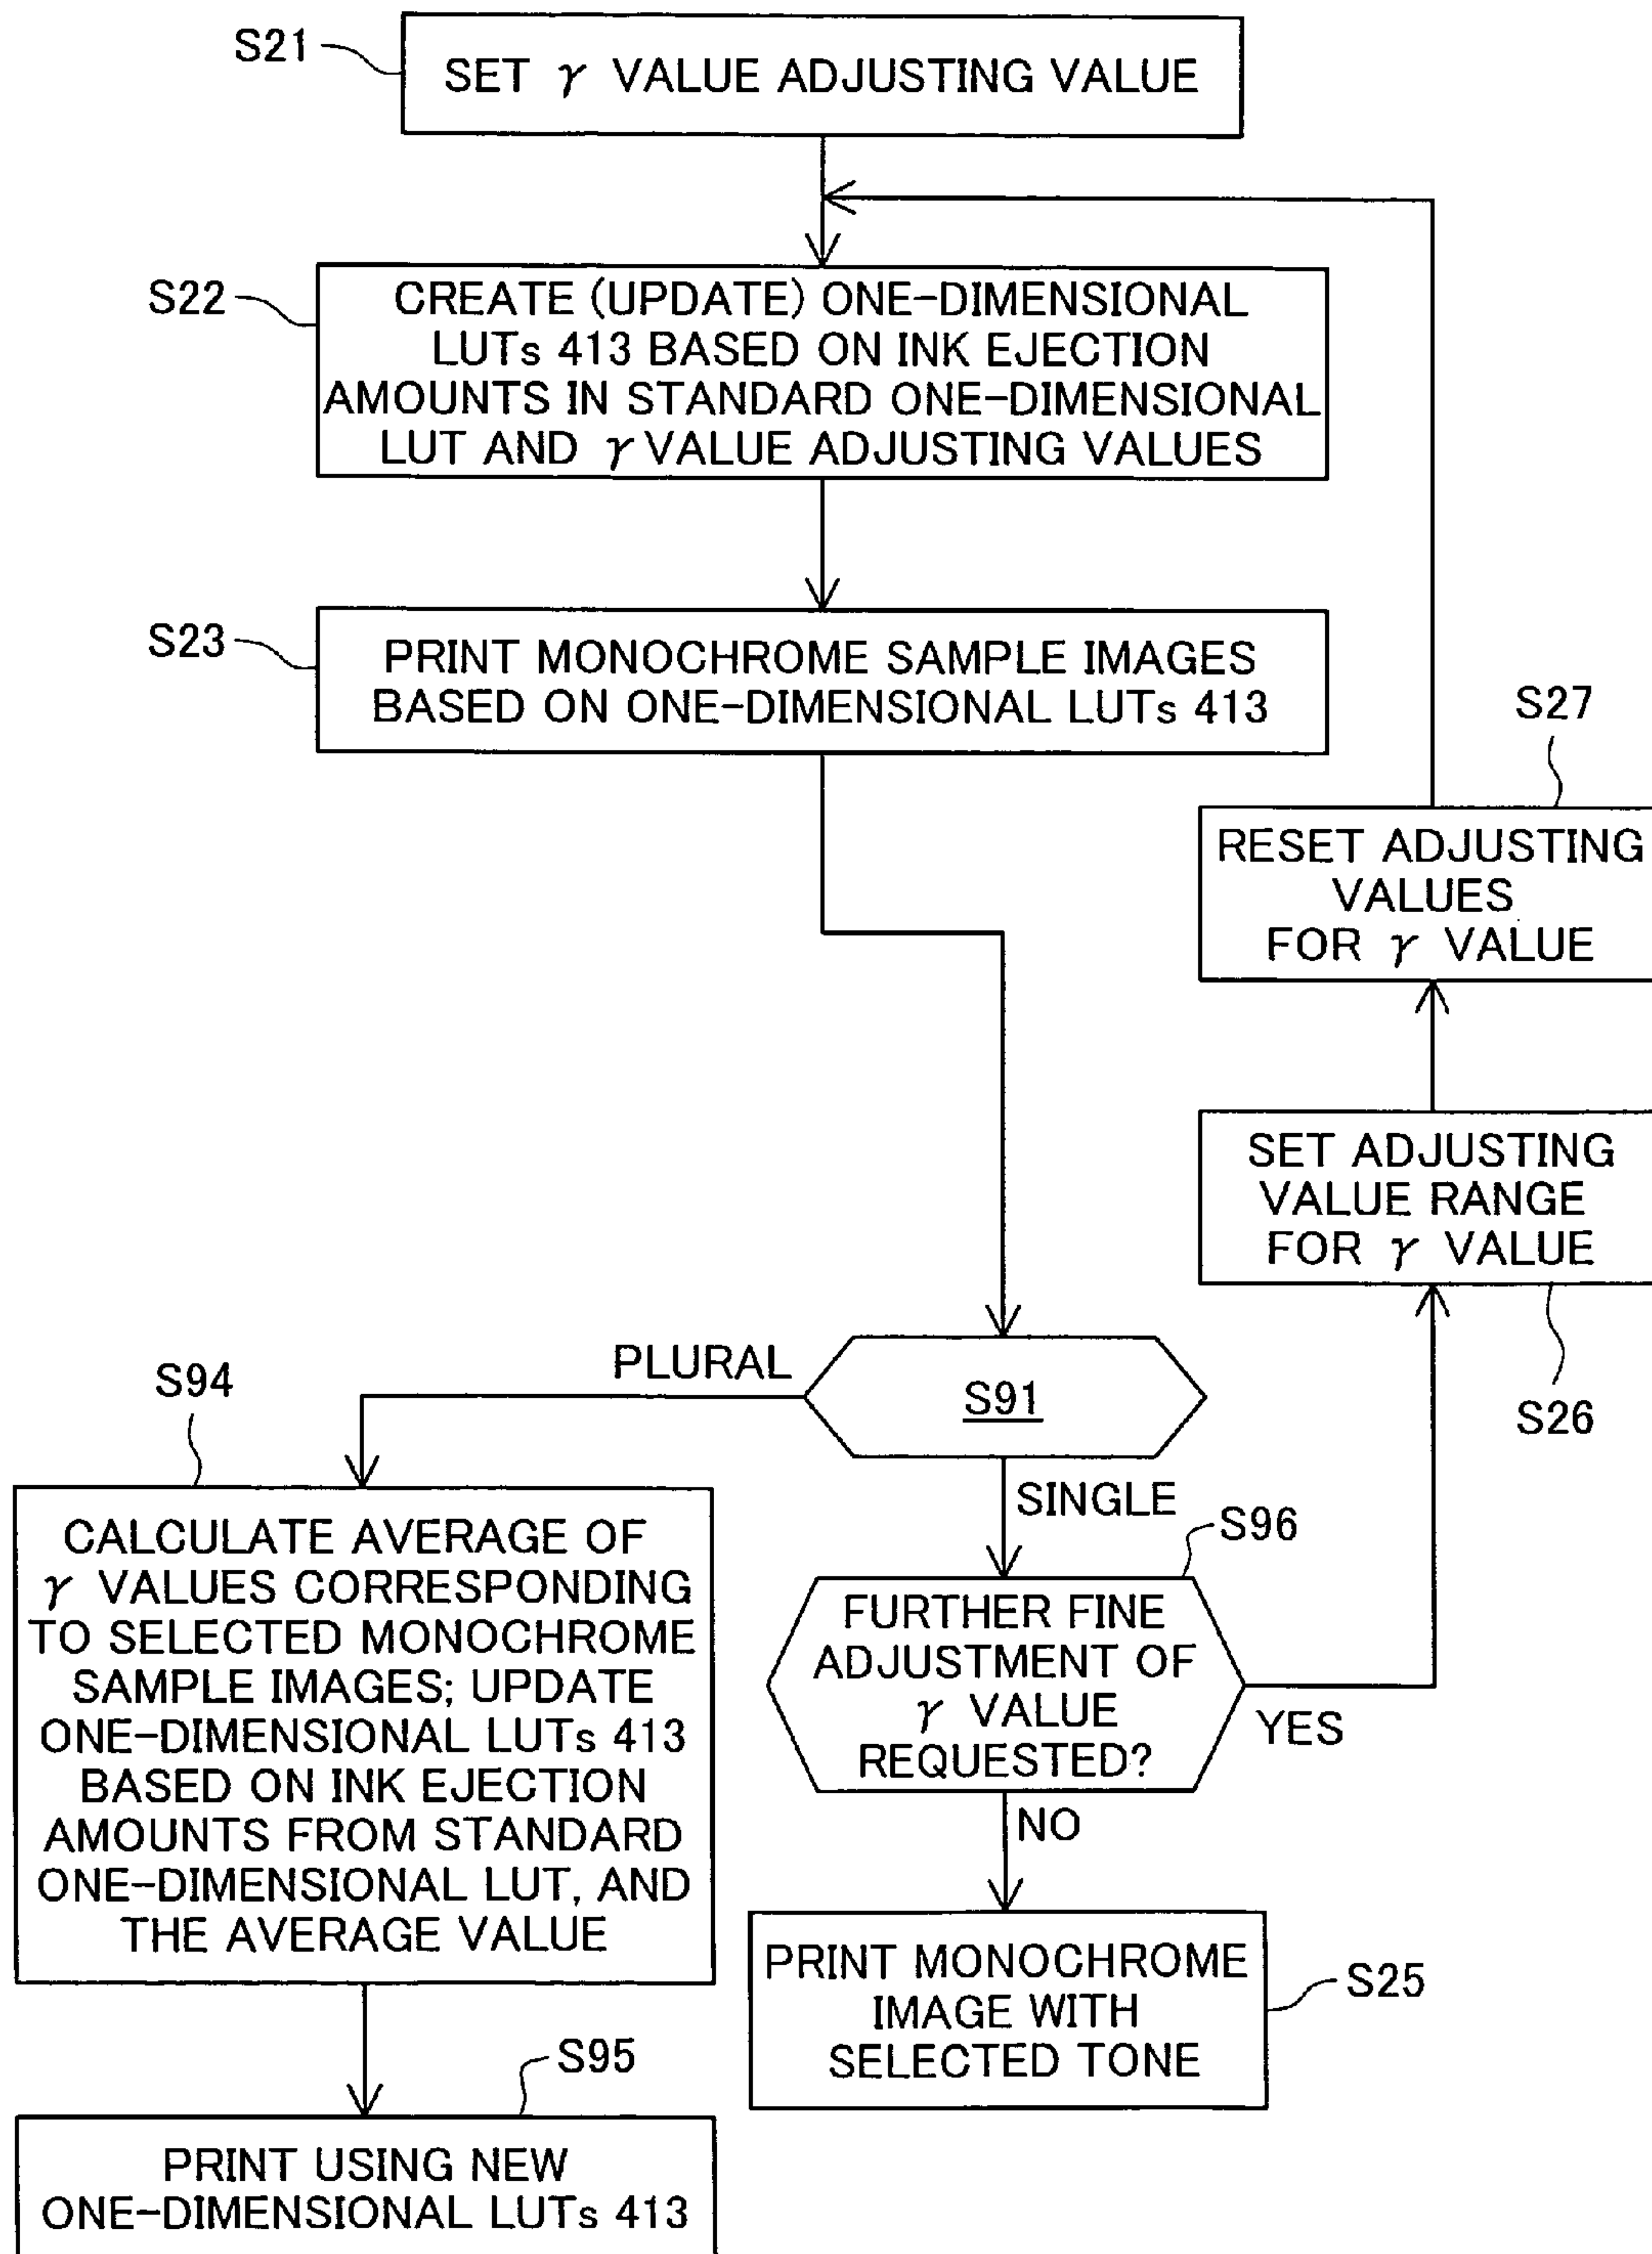 S21
SET γ VALUE ADJUSTING VALUE
S22
CREATE (UPDATE) ONE-DIMENSIONAL
LUTs 413 BASED ON INK EJECTION
AMOUNTS IN STANDARD ONE-DIMENSIONAL
LUT AND γ VALUE ADJUSTING VALUES
S23
PRINT MONOCHROME SAMPLE IMAGES
BASED ON ONE-DIMENSIONAL LUTs 413
S27
RESET ADJUSTING
VALUES
FOR γ VALUE
SET ADJUSTING
VALUE RANGE
FOR γ VALUE
S26
PLURAL
S91
SINGLE
S94
CALCULATE AVERAGE OF
γ VALUES CORRESPONDING
TO SELECTED MONOCHROME
SAMPLE IMAGES; UPDATE
ONE-DIMENSIONAL LUTs 413
BASED ON INK EJECTION
AMOUNTS FROM STANDARD
ONE-DIMENSIONAL LUT, AND
THE AVERAGE VALUE
S96
FURTHER FINE
ADJUSTMENT OF
γ VALUE
REQUESTED?
YES
NO
PRINT MONOCHROME
IMAGE WITH
SELECTED TONE
S25
S95
PRINT USING NEW
ONE-DIMENSIONAL LUTs 413